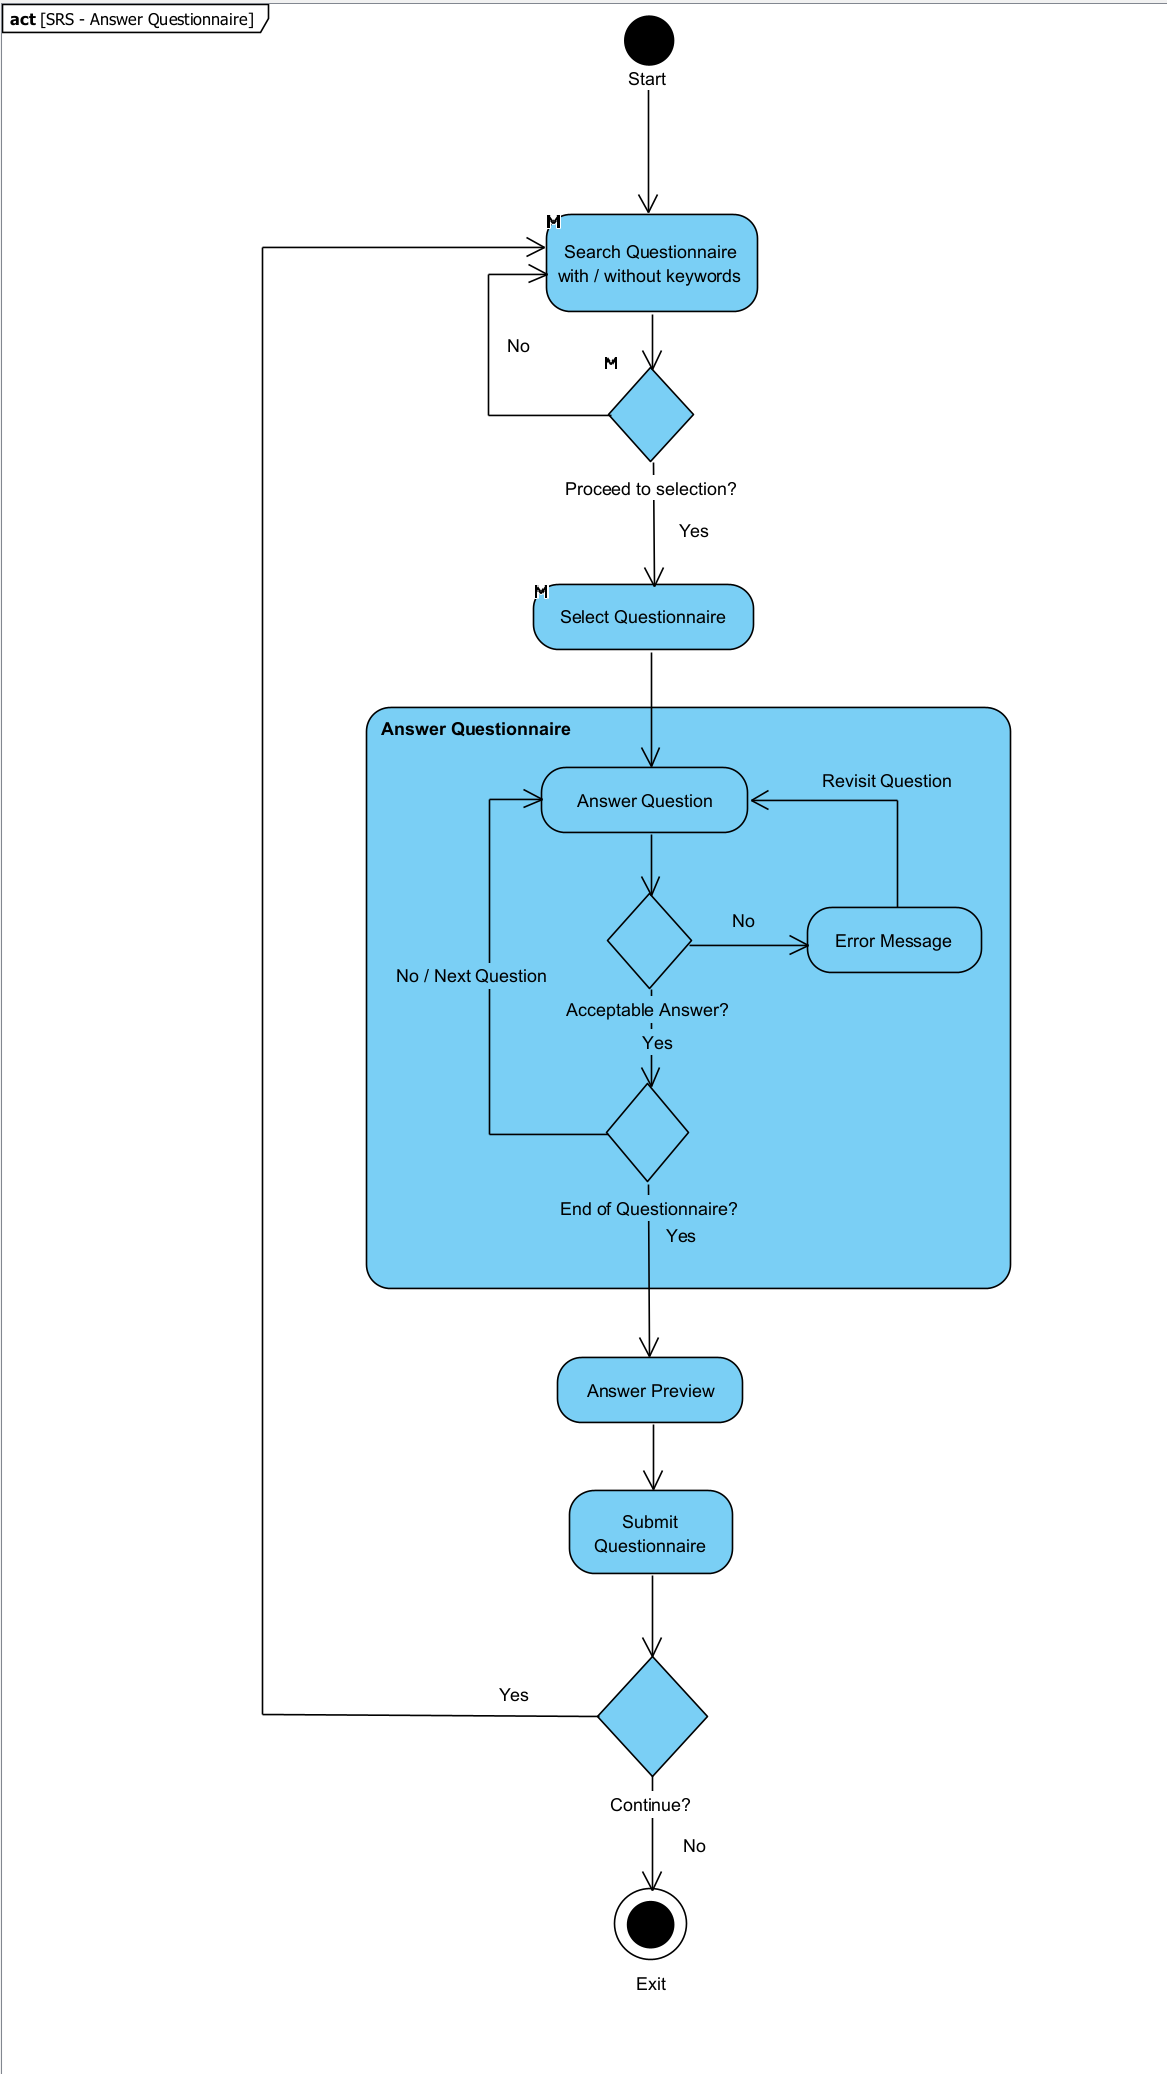 act [SRS - Answer Questionnaire]
Start
M
Search Questionnaire
with / without keywords
No
M
Proceed to selection?
Yes
M
Select Questionnaire
Answer Questionnaire
Revisit Question
Answer Question
No
Error Message
No / Next Question
Acceptable Answer?
Yes
End of Questionnaire?
Yes
Answer Preview
Submit
Questionnaire
Yes
Continue?
No
Exit